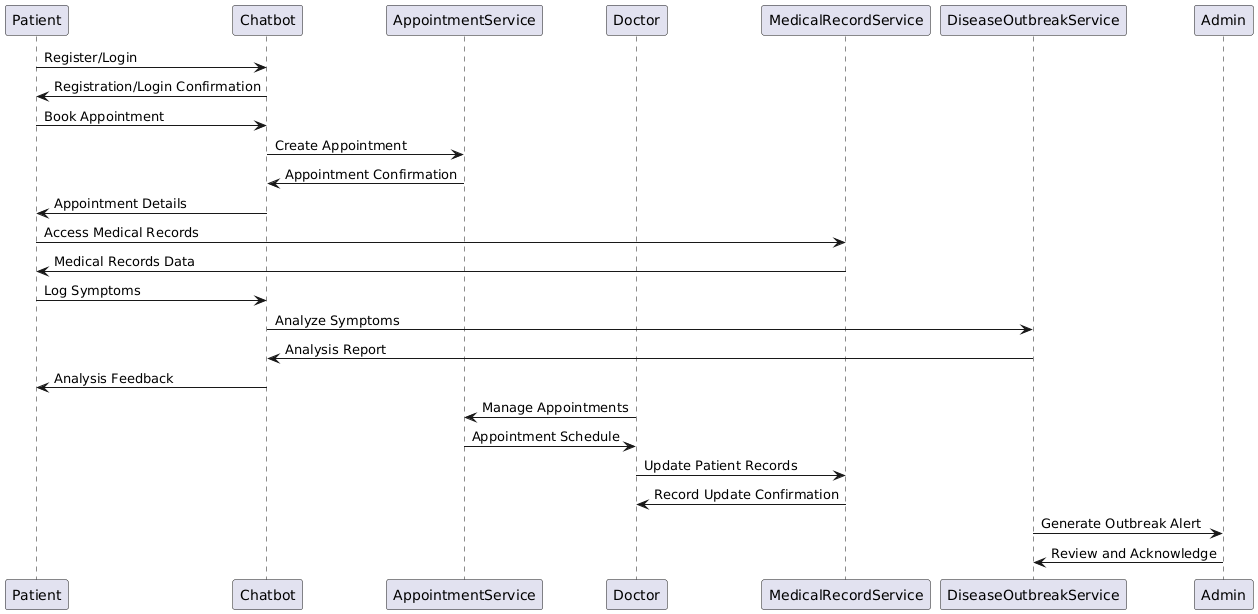 Patient Chatbot AppointmentService Doctor MedicalRecordService DiseaseOutbreakService Admin
Register/Login
Registration/Login Confirmation
Book Appointment
Create Appointment
Appointment Confirmation
Appointment Details
Access Medical Records
Medical Records Data
Log Symptoms
Analyze Symptoms
Analysis Report
Analysis Feedback
Manage Appointments
Appointment Schedule
Update Patient Records
Record Update Confirmation
Generate Outbreak Alert
Review and Acknowledge
Patient Chatbot AppointmentService Doctor MedicalRecordService DiseaseOutbreakService Admin